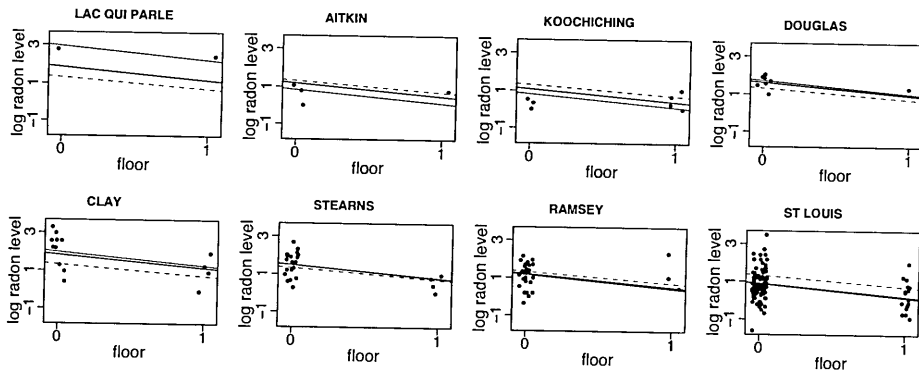 LAC QUI PARLE
log radon level
3
1
−1
0
1
floor
AITKIN
log radon level
3
1
−1
0
1
floor
KOOCHICHING
log radon level
3
1
−1
0
1
floor
DOUGLAS
log radon level
3
1
−1
0
1
floor
CLAY
log radon level
3
1
−1
0
1
floor
STEARNS
log radon level
3
1
−1
0
1
floor
RAMSEY
log radon level
3
1
−1
0
1
floor
ST LOUIS
log radon level
3
1
−1
0
1
floor